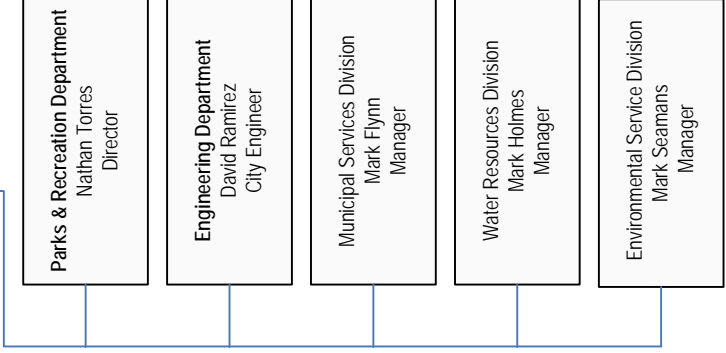 Parks & Recreation Department
Nathan Torres
Director
Engineering Department
David Ramirez
City Engineer
Municipal Services Division
Mark Flynn
Manager
Water Resources Division
Mark Holmes
Manager
Environmental Service Division
Mark Seamans
Manager